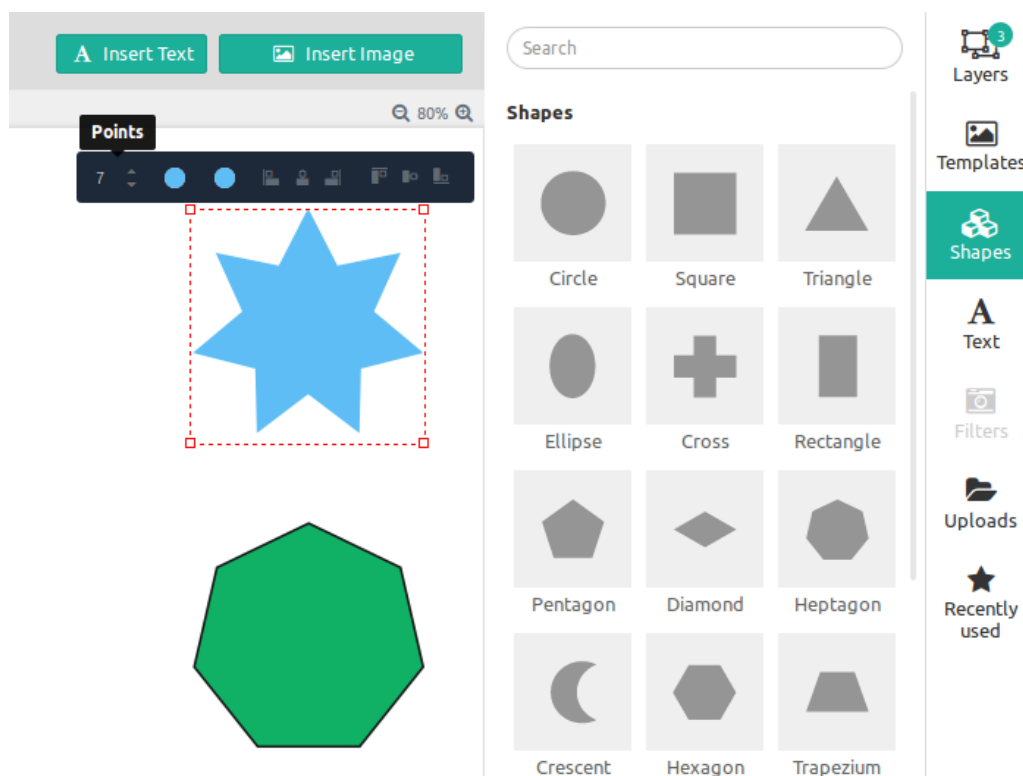 A Insert Text
Insert Image
80%
Points
7
Search
Shapes
Circle
Square
Triangle
Ellipse
Cross
Rectangle
Pentagon
Diamond
Heptagon
Crescent
Hexagon
Trapezium
3
Layers
Templates
Shapes
A
Text
Filters
Uploads
Recently
used